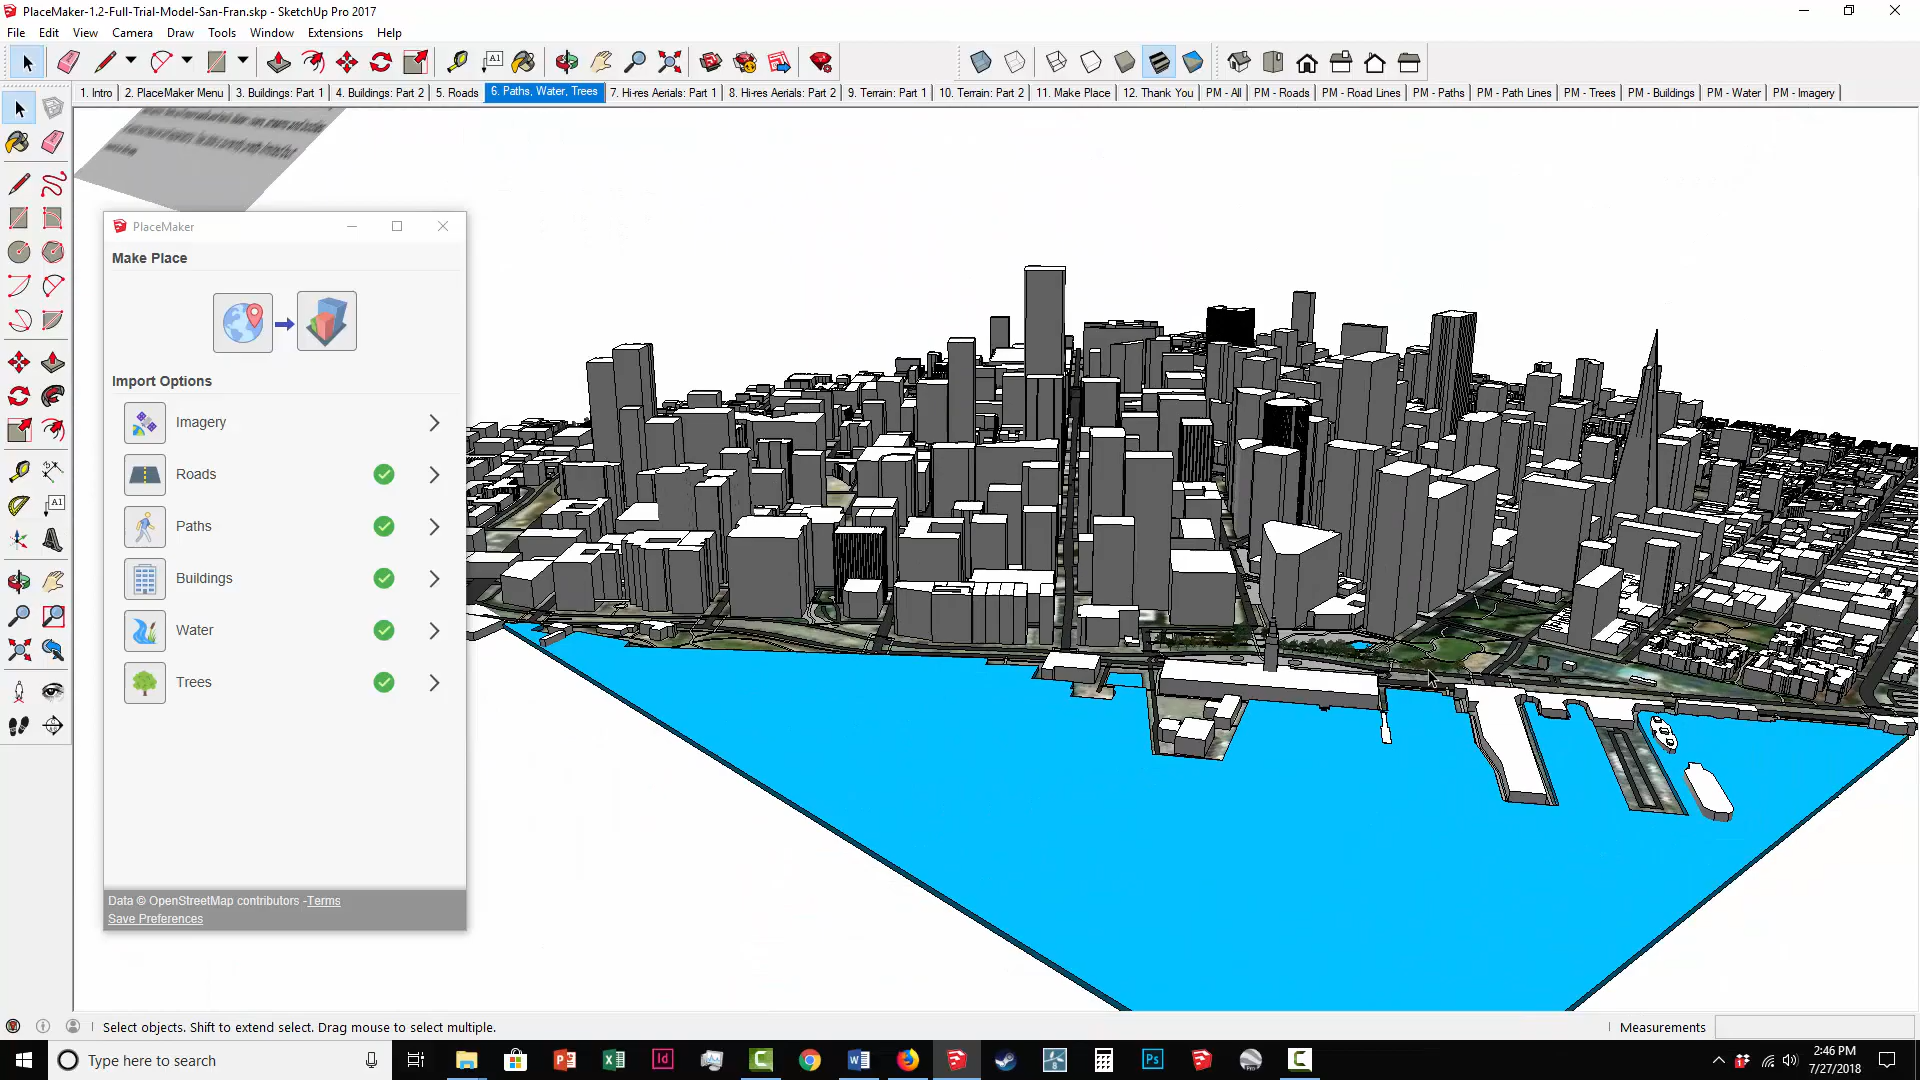 PlaceMaker-1.2-Full-Trial-Model-San-Fran.skp - SketchUp Pro 2017
File Edit View Camera Draw Tools Window Extensions Help
A1
1. Intro 2. PlaceMaker Menu 3. Buildings: Part 1 4. Buildings: Part 2 5. Roads 6. Paths, Water, Trees 7. Hi-res Aerials: Part 1 8. Hi-res Aerials: Part 2 9. Terrain: Part 1 10. Terrain: Part 2 11. Make Place 12. Thank You PM - All PM - Roads PM - Road Lines PM - Paths PM - Path Lines PM - Trees PM - Buildings PM - Water PM - Imagery
PlaceMaker
Make Place
Import Options
Imagery
Roads
Paths
Buildings
Water
Trees
A1
Data © OpenStreetMap contributors -Terms
Save Preferences
Select objects. Shift to extend select. Drag mouse to select multiple.
Measurements
Type here to search
2:46 PM
7/27/2018